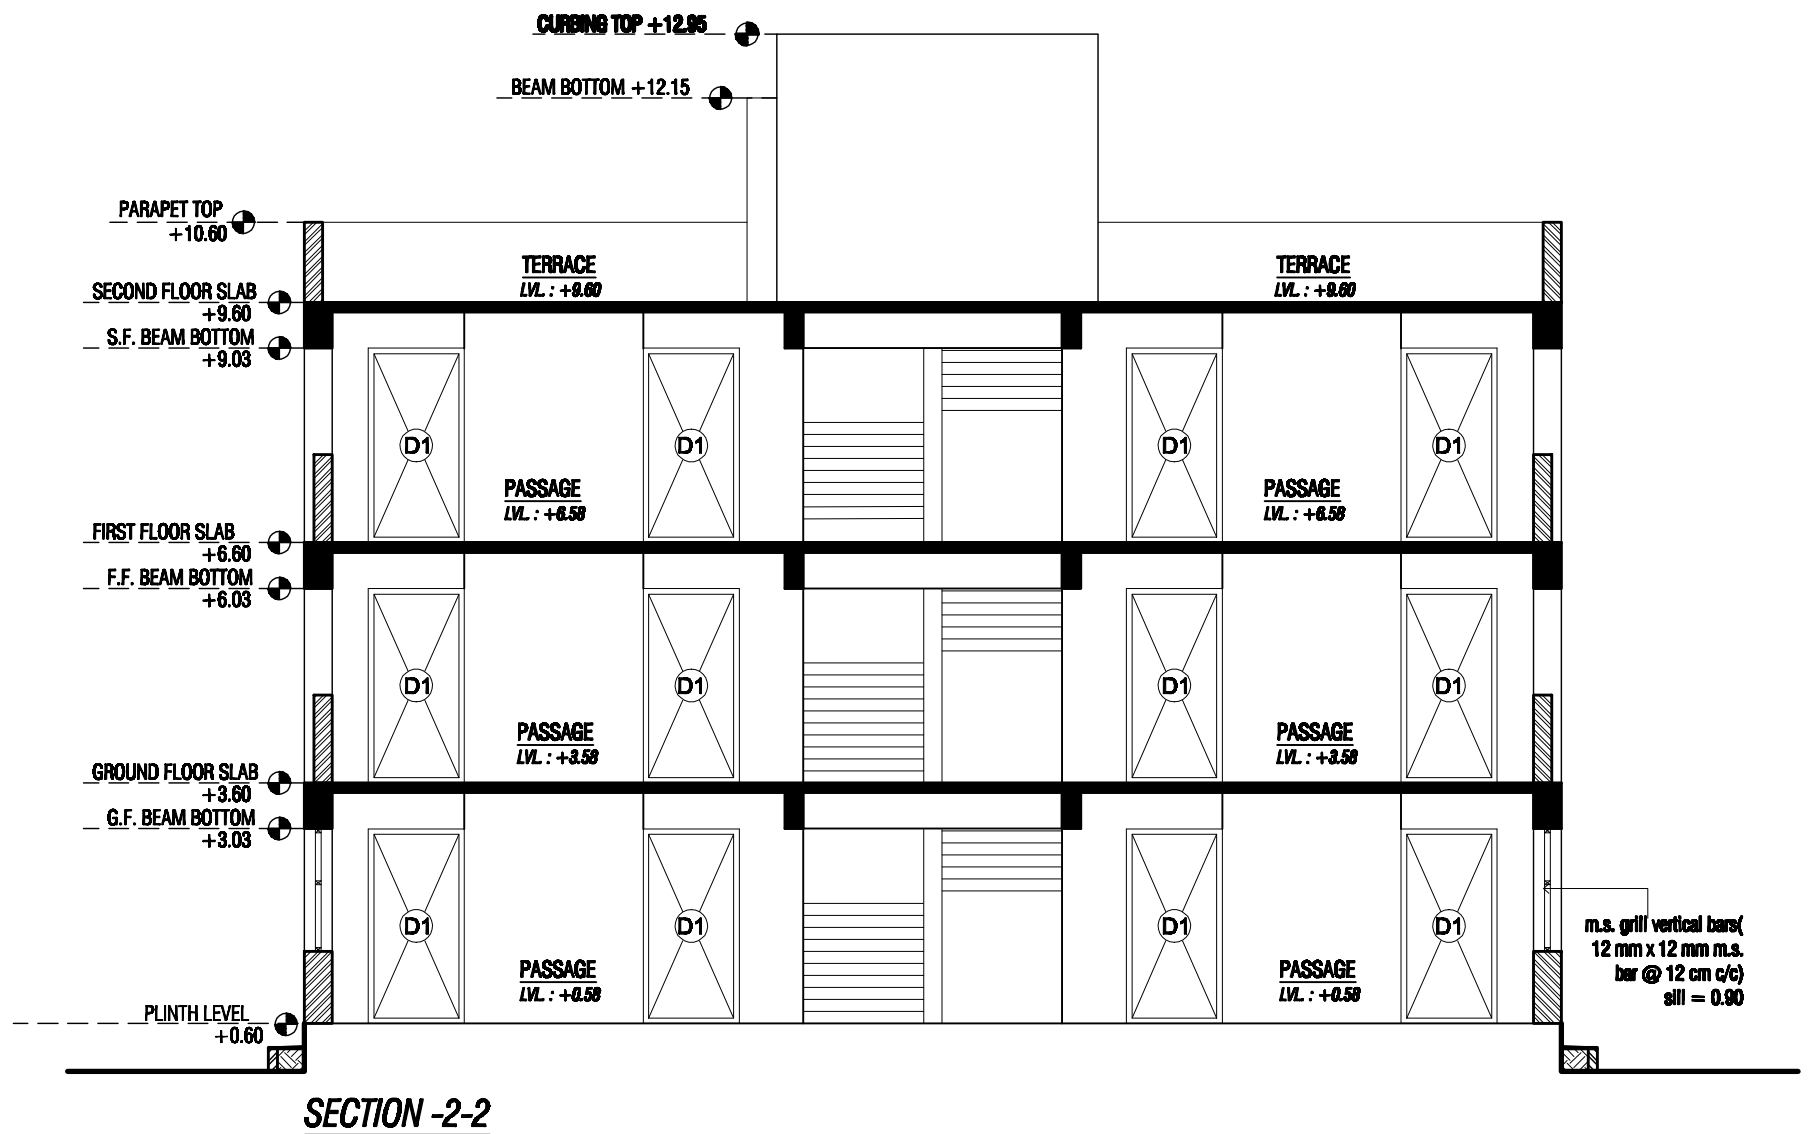 CURBING TOP +12.95
BEAM BOTTOM +12.15
PARAPET TOP
+10.60
TERRACE
LVL. : +9.60
TERRACE
LVL. : +9.60
SECOND FLOOR SLAB
+9.60
S.F. BEAM BOTTOM
+9.03
D1
D1
D1
D1
PASSAGE
LVL. : +6.58
PASSAGE
LVL. : +6.58
FIRST FLOOR SLAB
+6.60
F.F. BEAM BOTTOM
+6.03
D1
D1
D1
D1
PASSAGE
LVL. : +3.58
PASSAGE
LVL. : +3.58
GROUND FLOOR SLAB
+3.60
G.F. BEAM BOTTOM
+3.03
D1
D1
D1
D1
m.s. grill vertical bars(
12 mm x 12 mm m.s.
bar @ 12 cm c/c)
sill = 0.90
PASSAGE
LVL. : +0.58
PASSAGE
LVL. : +0.58
PLINTH LEVEL
+0.60
SECTION -2-2